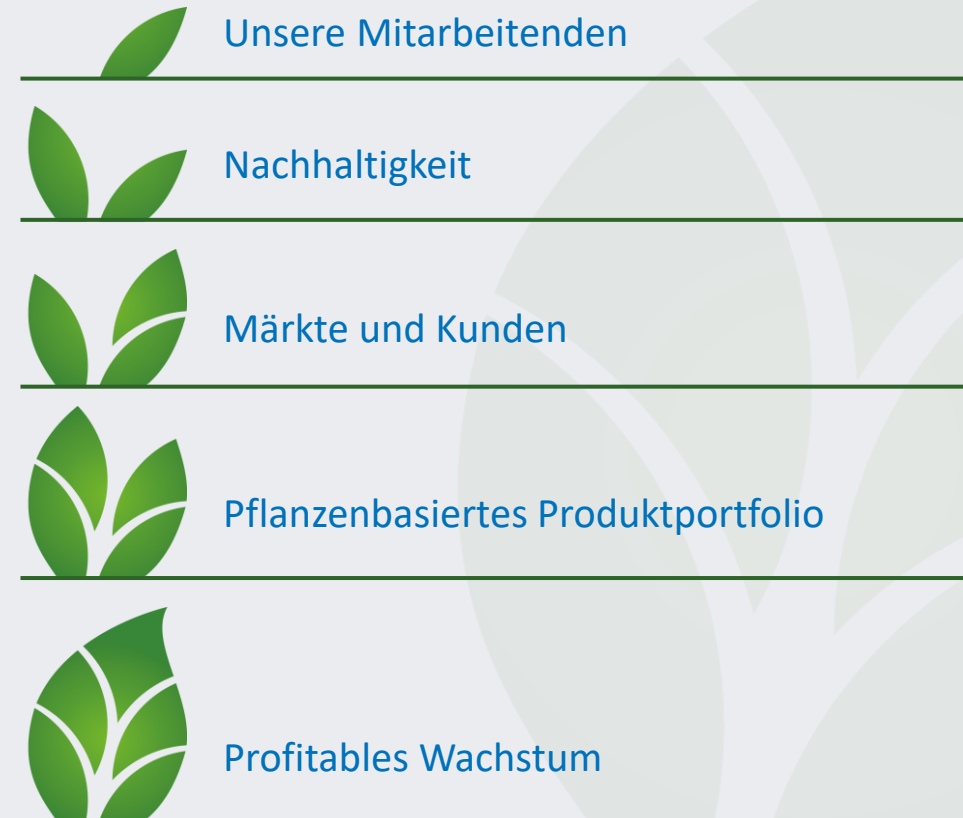 Unsere Mitarbeitenden
Nachhaltigkeit
Märkte und Kunden
Pflanzenbasiertes Produktportfolio
Profitables Wachstum